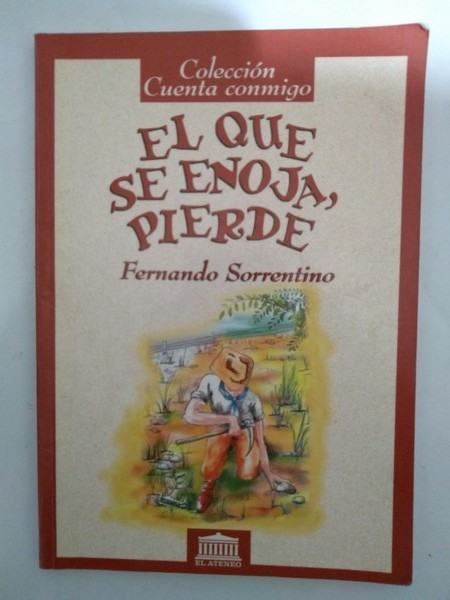 Colección
Cuenta conmigo
EL QUE
SE ENOJA,
PIERDE
Fernando Sorrentino
EL ATENEO